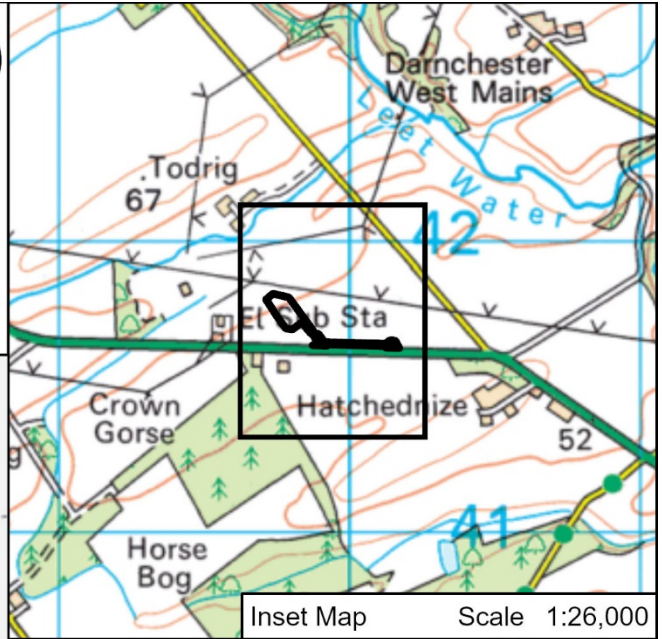 Darnchester
West Mains
Leet Water
Todrig
67
42
El Sub Sta
Crown
Gorse
Hatchednize
52
g
41
Horse
Bog
Inset Map Scale 1:26,000